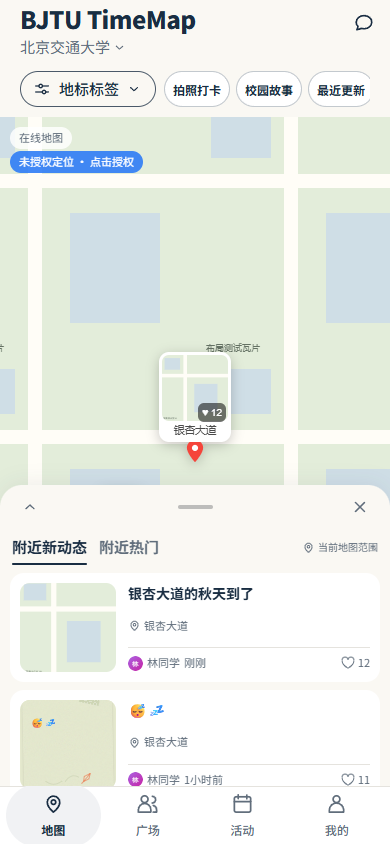 BJTU TimeMap
北京交通大学
地标标签
拍照打卡
校园故事
最近更新
在线地图
未授权定位 · 点击授权
布局测试瓦片
♥ 12
银杏大道
附近新动态
附近热门
当前地图范围
银杏大道的秋天到了
银杏大道
林
林同学 刚刚
12
😴 💤
银杏大道
林
林同学 1小时前
11
地图
广场
活动
我的